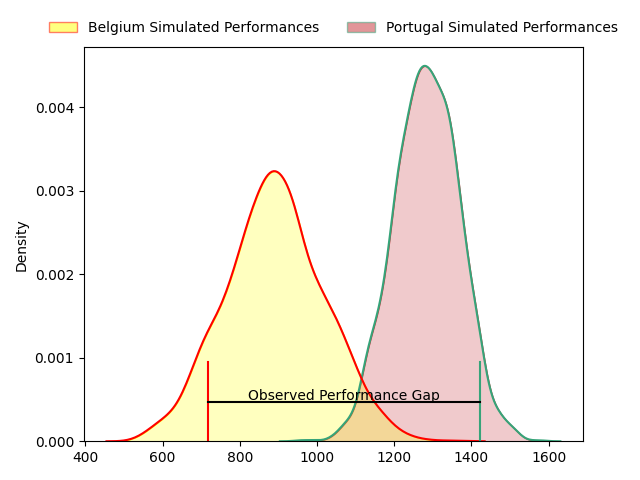 Belgium Simulated Performances Portugal Simulated Performances
0.004
0.003
0.002
0.001
0.000
Density
Observed Performance Gap
400 600 800 1000 1200 1400 1600